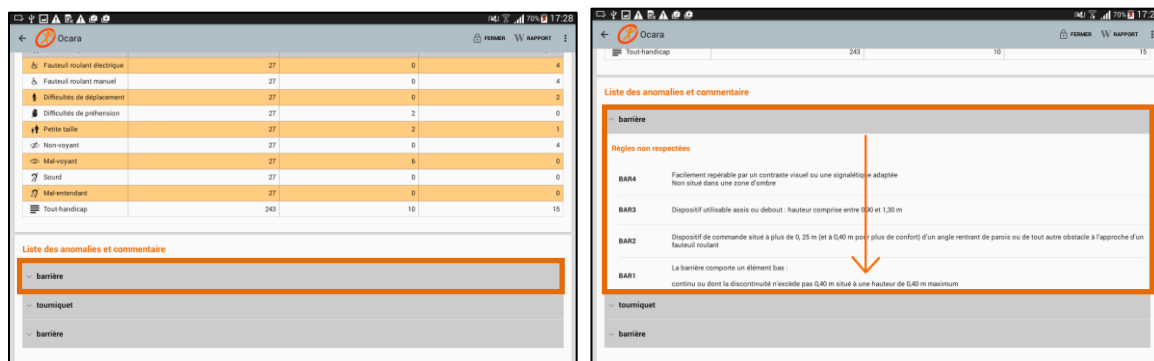 70% 17:28
Ocara FERMER W RAPPORT
Fauteuil roulant électrique 27 0 4
Fauteuil roulant manuel 27 0 4
Difficultés de déplacement 27 0 2
Difficultés de préhension 27 2 0
Petite taille 27 2 1
Non-voyant 27 0 4
Mal-voyant 27 6 0
Sourd 27 0 0
Mal-entendant 27 0 0
Tout-handicap 243 10 15
Liste des anomalies et commentaire
barrière
tourniquet
barrière
70% 17:2
Ocara FERMER W RAPPORT
Tout-handicap 243 10 15
Liste des anomalies et commentaire
barrière
Règles non respectées
BAR4 Facilement repérable par un contraste visuel ou une signalétique adaptée
Non situé dans une zone d'ombre
BAR3 Dispositif utilisable assis ou debout : hauteur comprise entre 0,90 et 1,30 m
BAR2 Dispositif de commande situé à plus de 0, 25 m (et à 0,40 m pour plus de confort) d'un angle rentrant de parois ou de tout autre obstacle à l'approche d'un
fauteuil roulant
BAR1 La barrière comporte un élément bas :
continu ou dont la discontinuité n'excède pas 0,40 m situé à une hauteur de 0,40 m maximum
tourniquet
barrière